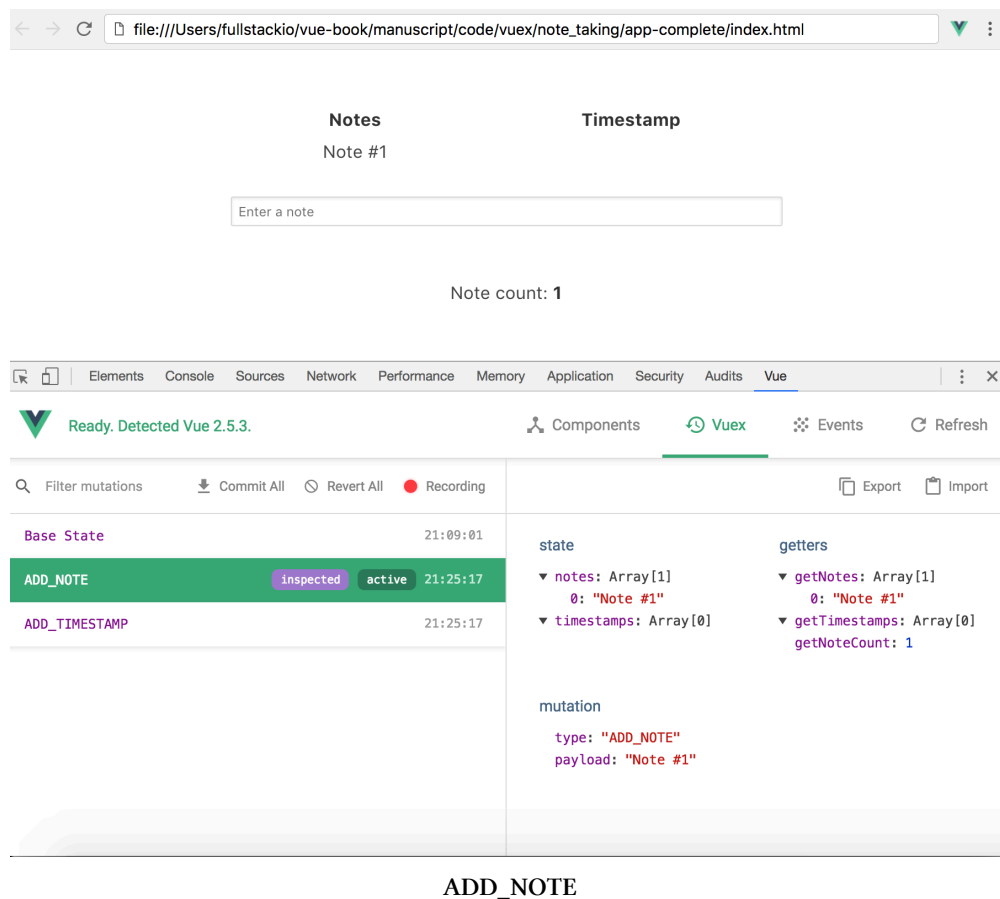 file:///Users/fullstackio/vue-book/manuscript/code/vuex/note_taking/app-complete/index.html
Notes Timestamp
Note #1
Enter a note
Note count: 1
Elements Console Sources Network Performance Memory Application Security Audits Vue
Ready. Detected Vue 2.5.3. Components Vuex Events Refresh
Filter mutations Commit All Revert All Recording Export Import
Base State 21:09:01
ADD_NOTE inspected active 21:25:17
ADD_TIMESTAMP 21:25:17
state getters
notes: Array[1] getNotes: Array[1]
0: "Note #1" 0: "Note #1"
timestamps: Array[0] getTimestamps: Array[0]
getNoteCount: 1
mutation
type: "ADD_NOTE"
payload: "Note #1"
ADD_NOTE